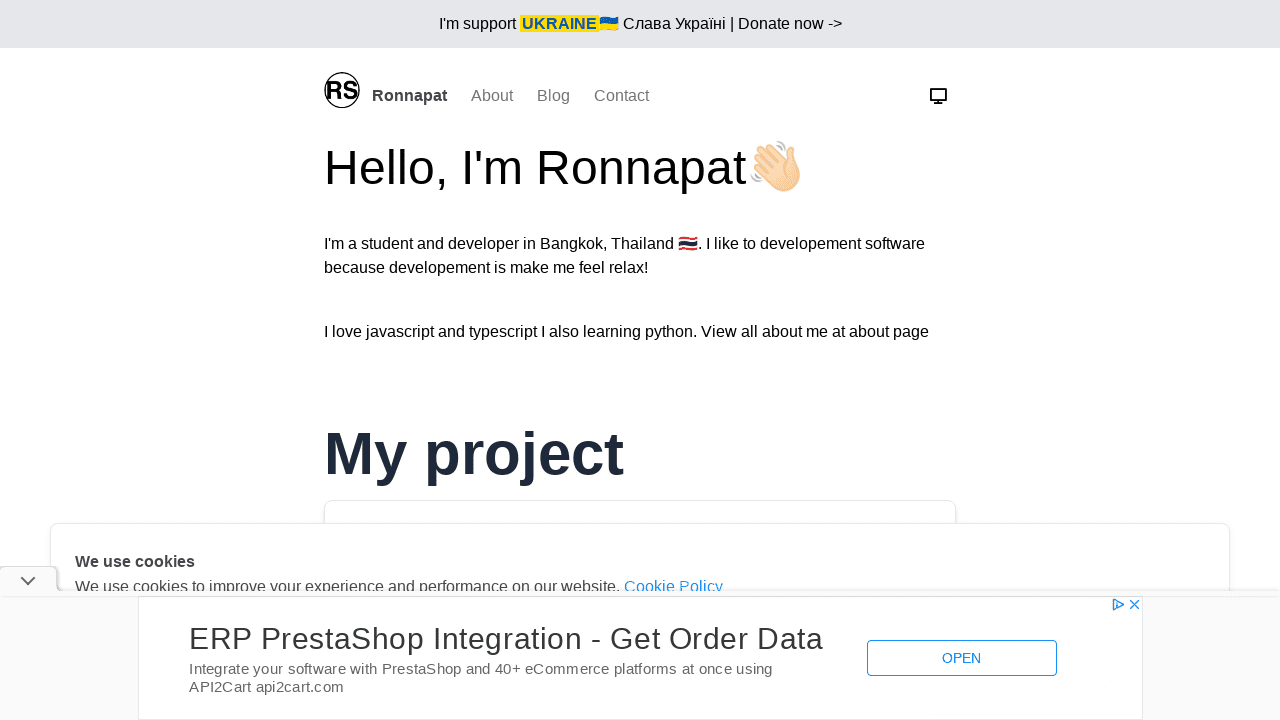 I'm support UKRAINE🇺🇦 Слава Україні | Donate now ->
RS Ronnapat About Blog Contact
Hello, I'm Ronnapat👋🏻
I'm a student and developer in Bangkok, Thailand 🇹🇭. I like to developement software
because developement is make me feel relax!
I love javascript and typescript I also learning python. View all about me at about page
My project
We use cookies
We use cookies to improve your experience and performance on our website. Cookie Policy
ERP PrestaShop Integration - Get Order Data
Integrate your software with PrestaShop and 40+ eCommerce platforms at once using
API2Cart api2cart.com
OPEN